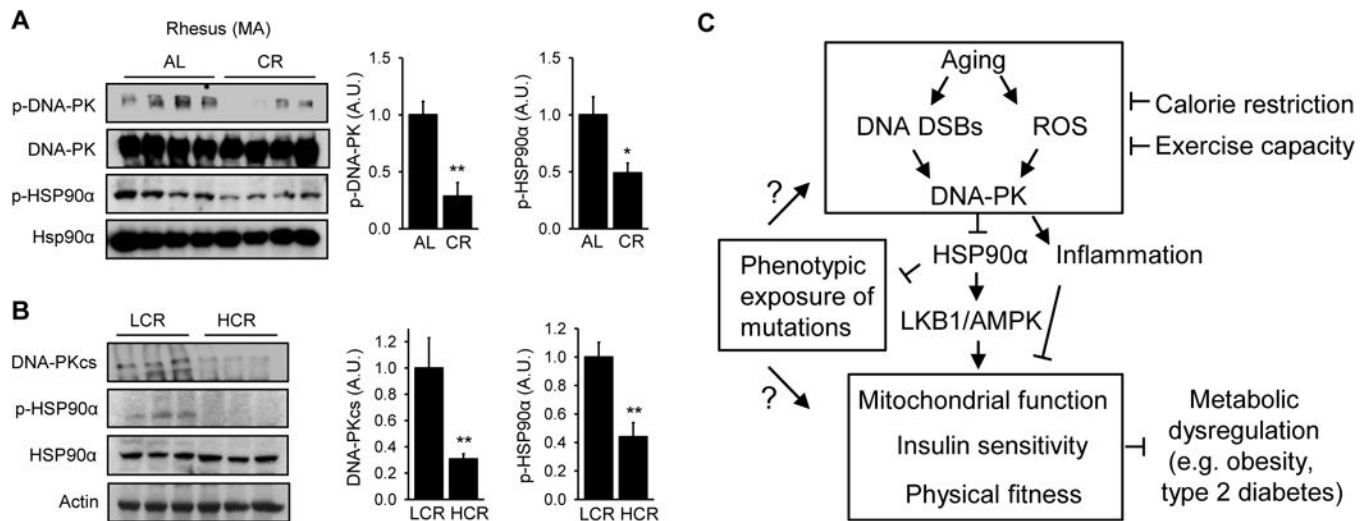 A
Rhesus (MA)
AL CR
p-DNA-PK
DNA-PK
p-HSP90α
Hsp90α
p-DNA-PK (A.U.)
1.5
1.0
0.5
0.0
**
AL CR
p-HSP90α (A.U.)
1.5
1.0
0.5
0.0
*
AL CR
B
LCR HCR
DNA-PKcs
p-HSP90α
HSP90α
Actin
DNA-PKcs (A.U.)
1.2
1.0
0.8
0.6
0.4
0.2
0.0
**
LCR HCR
p-HSP90α (A.U.)
1.2
1.0
0.8
0.6
0.4
0.2
0.0
**
LCR HCR
C
Aging
DNA DSBs ROS
DNA-PK
Calorie restriction
Exercise capacity
?
HSP90α Inflammation
Phenotypic
exposure of
mutations
LKB1/AMPK
?
Mitochondrial function
Insulin sensitivity
Physical fitness
Metabolic
dysregulation
(e.g. obesity,
type 2 diabetes)